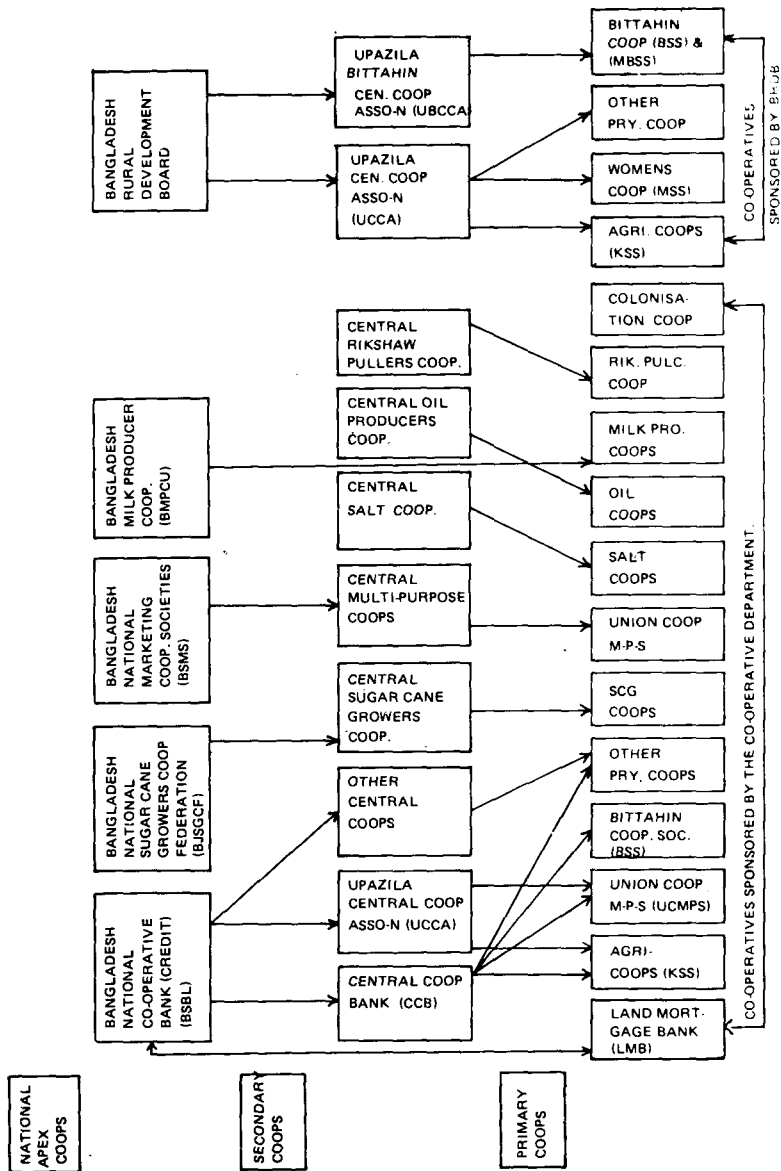 NATIONAL
APEX
COOPS
BANGLADESH
NATIONAL
CO-OPERATIVE
BANK (CREDIT)
(BSBL)
BANGLADESH
NATIONAL
SUGAR CANE
GROWERS COOP
FEDERATION
(BJSGCF)
BANGLADESH
NATIONAL
MARKETING
COOP. SOCIETIES
(BSMS)
BANGLADESH
MILK PRODUCER
COOP.
(BMPCU)
BANGLADESH
RURAL
DEVELOPMENT
BOARD
SECONDARY
COOPS
CENTRAL COOP
BANK (CCB)
UPAZILA
CENTRAL COOP
ASSO-N (UCCA)
OTHER
CENTRAL
COOPS
CENTRAL
SUGAR CANE
GROWERS
COOP.
CENTRAL
MULTI-PURPOSE
COOPS
CENTRAL
SALT COOP.
CENTRAL OIL
PRODUCERS
COOP.
CENTRAL
RIKSHAW
PULLERS COOP.
UPAZILA
CEN. COOP
ASSO-N
(UCCA)
UPAZILA
BITTAHIN
CEN. COOP
ASSO-N (UBCCA)
PRIMARY
COOPS
LAND MORT-
GAGE BANK
(LMB)
AGRI-
COOPS (KSS)
UNION COOP
M-P-S (UCMPS)
BITTAHIN
COOP. SOC.
(BSS)
OTHER
PRY. COOPS
SCG
COOPS
UNION COOP
M-P-S
SALT
COOPS
OIL
COOPS
MILK PRO.
COOPS
RIK. PULC.
COOP
COLONISA-
TION COOP
AGRI. COOPS
(KSS)
WOMENS
COOP (MSS)
OTHER
PRY. COOP
BITTAHIN
COOP (BSS) &
(MBSS)
CO-OPERATIVES SPONSORED BY THE CO-OPERATIVE DEPARTMENT.
CO-OPERATIVES
SPONSORED BY